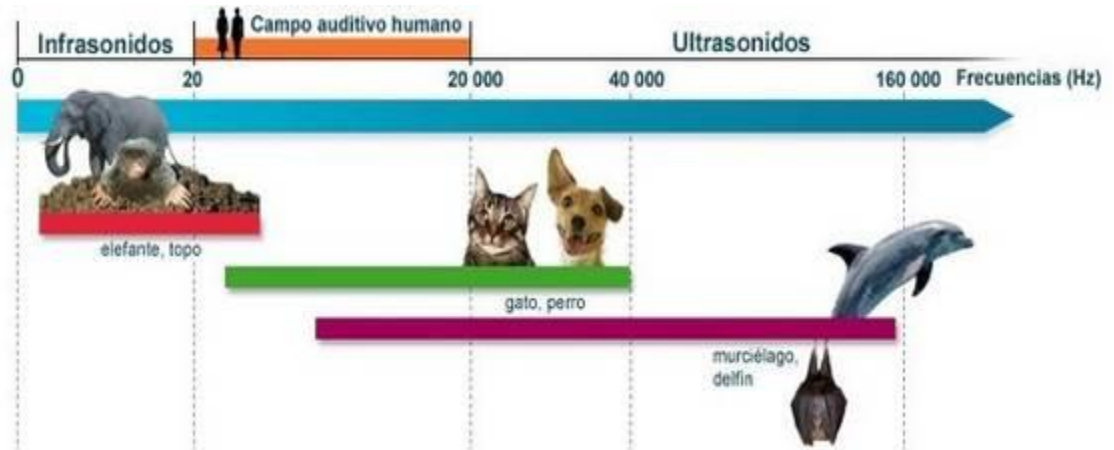 Infrasonidos
Campo auditivo humano
Ultrasonidos
0 20 20 000 40 000 160 000 Frecuencias (Hz)
elefante, topo
gato, perro
murciélago,
delfín